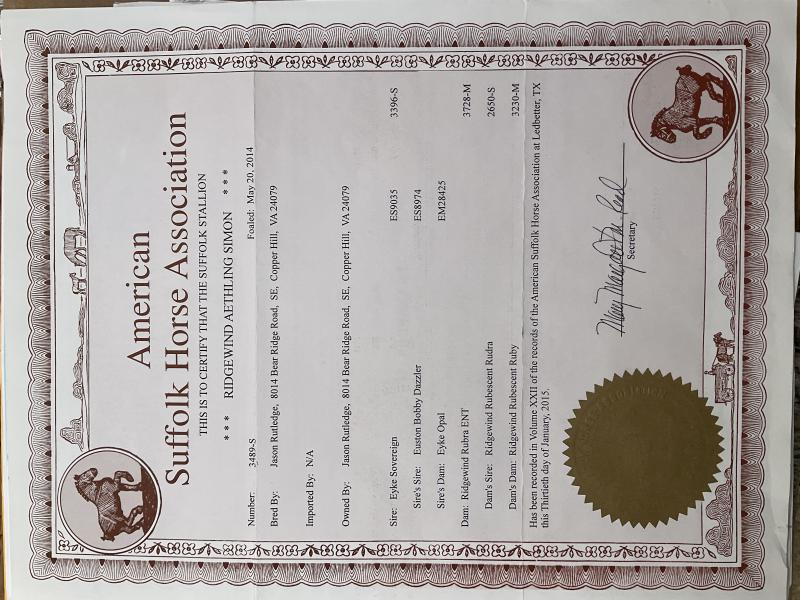 American
Suffolk Horse Association
THIS IS TO CERTIFY THAT THE SUFFOLK STALLION
* * * RIDGEWIND AETHLING SIMON * * *
Number: 3489-S Foaled: May 20, 2014
Bred By: Jason Rutledge, 8014 Bear Ridge Road, SE, Copper Hill, VA 24079
Imported By: N/A
Owned By: Jason Rutledge, 8014 Bear Ridge Road, SE, Copper Hill, VA 24079
Sire: Eyke Sovereign ES9035 3396-S
Sire's Sire: Euston Bobby Dazzler ES8974
Sire's Dam: Eyke Opal EM28425
Dam: Ridgewind Rubra ENT 3728-M
Dam's Sire: Ridgewind Rubescent Rudra 2650-S
Dam's Dam: Ridgewind Rubescent Ruby 3230-M
Has been recorded in Volume XXII of the records of the American Suffolk Horse Association at Ledbetter, TX
this Thirtieth day of January, 2015.
Mary Margaret Read
Secretary